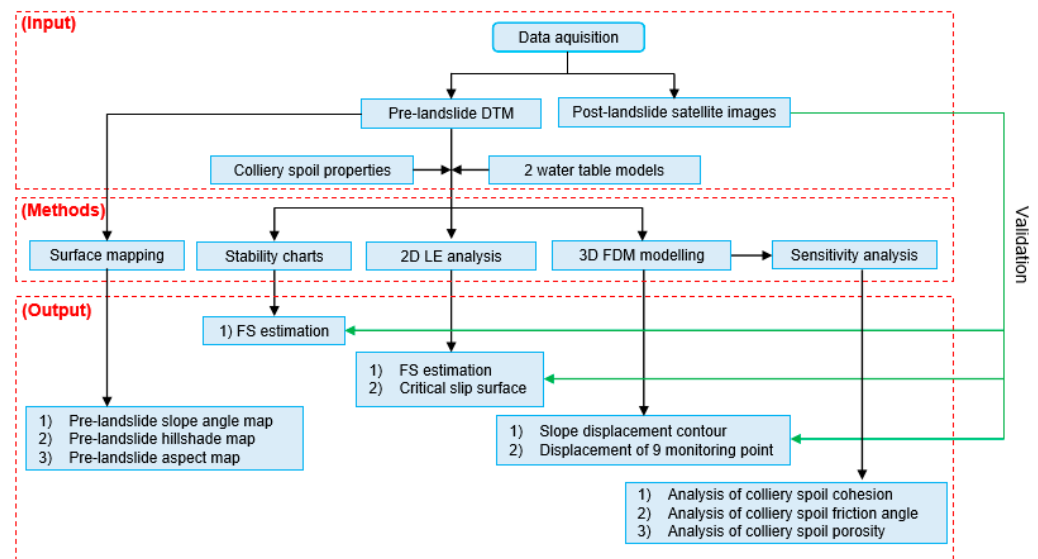 (Input)
Data aquisition
Pre-landslide DTM
Post-landslide satellite images
Colliery spoil properties
2 water table models
(Methods)
Surface mapping
Stability charts
2D LE analysis
3D FDM modelling
Sensitivity analysis
Validation
(Output)
1) FS estimation
1) FS estimation
2) Critical slip surface
1) Pre-landslide slope angle map
2) Pre-landslide hillshade map
3) Pre-landslide aspect map
1) Slope displacement contour
2) Displacement of 9 monitoring point
1) Analysis of colliery spoil cohesion
2) Analysis of colliery spoil friction angle
3) Analysis of colliery spoil porosity